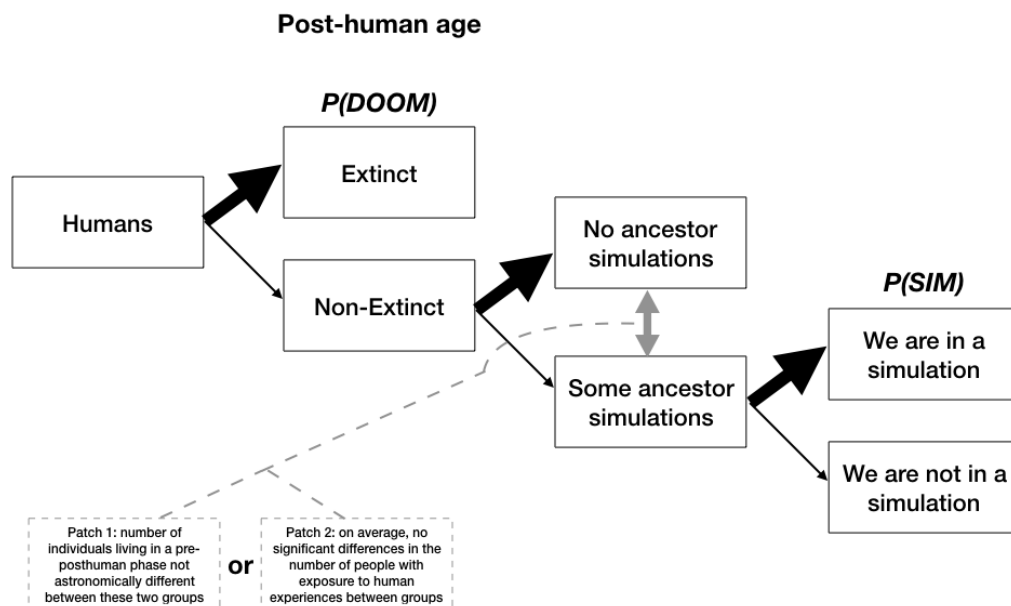 Post-human age
P(DOOM)
Extinct
Humans
Non-Extinct
No ancestor
simulations
Some ancestor
simulations
P(SIM)
We are in a
simulation
We are not in a
simulation
Patch 1: number of
individuals living in a pre-
posthuman phase not
astronomically different
between these two groups
or
Patch 2: on average, no
significant differences in the
number of people with
exposure to human
experiences between groups